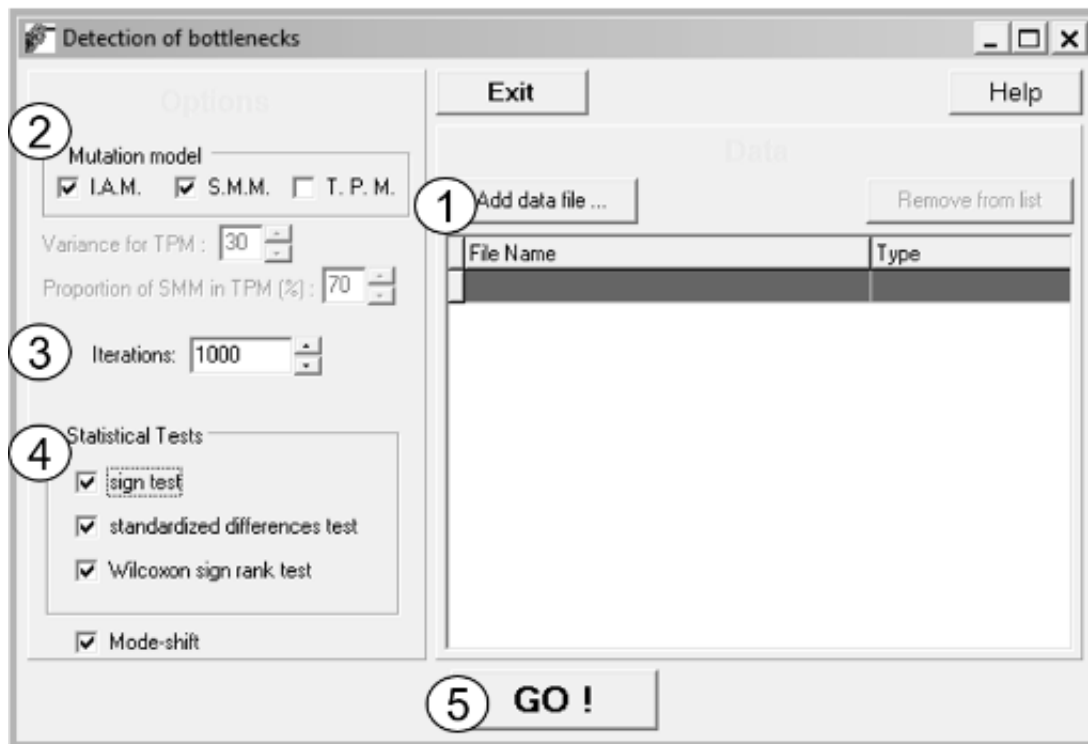 Detection of bottlenecks
Options
2
Mutation model
I.A.M. S.M.M. T. P. M.
Variance for TPM : 30
Proportion of SMM in TPM (%) : 70
3
Iterations: 1000
4
Statistical Tests
sign test
standardized differences test
Wilcoxon sign rank test
Mode-shift
Exit
Help
Data
1
Add data file ...
Remove from list
File Name Type
5
GO !